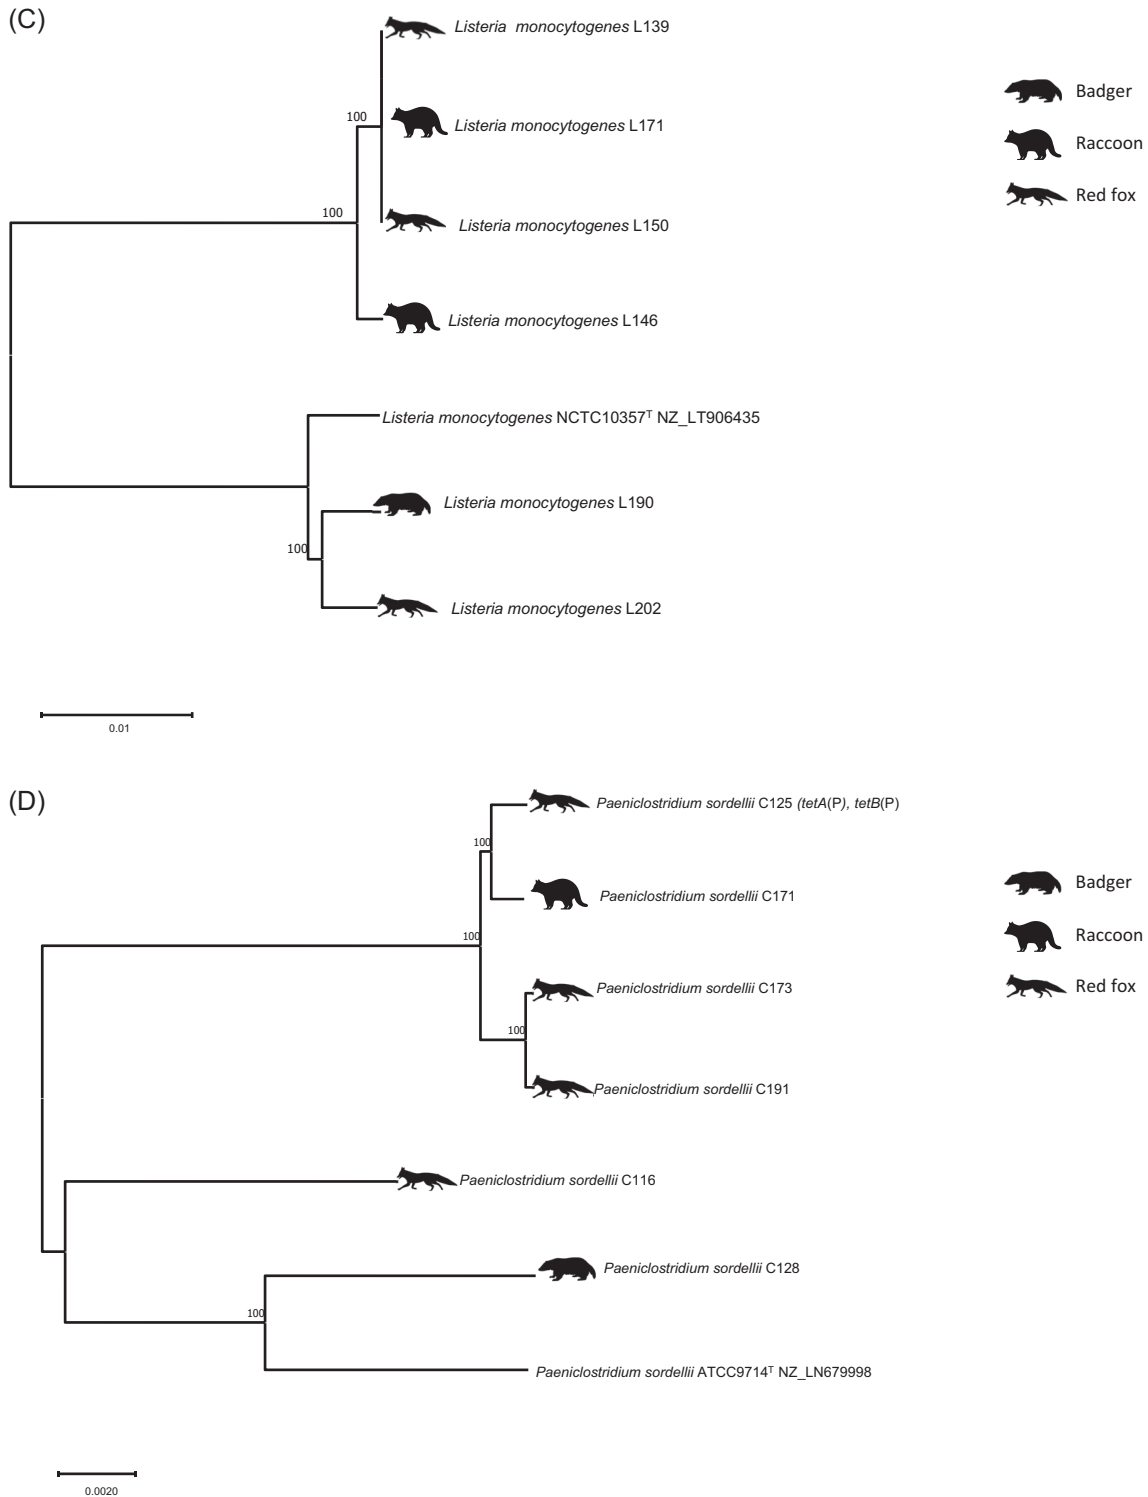 (C)
Listeria monocytogenes L139
Badger
100
Listeria monocytogenes L171
Raccoon
Red fox
100
Listeria monocytogenes L150
Listeria monocytogenes L146
Listeria monocytogenes NCTC10357ᵀ NZ_LT906435
Listeria monocytogenes L190
100
Listeria monocytogenes L202
0.01
(D)
Paeniclostridium sordellii C125 (tetA(P), tetB(P)
100
Badger
Paeniclostridium sordellii C171
100
Raccoon
Paeniclostridium sordellii C173
Red fox
100
Paeniclostridium sordellii C191
Paeniclostridium sordellii C116
Paeniclostridium sordellii C128
100
Paeniclostridium sordellii ATCC9714ᵀ NZ_LN679998
0.0020